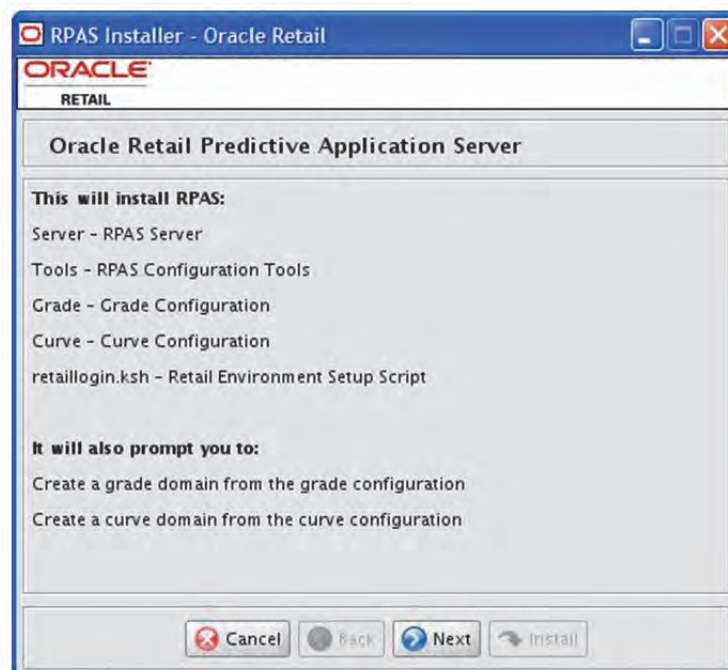 RPAS Installer - Oracle Retail
ORACLE
RETAIL
Oracle Retail Predictive Application Server
This will install RPAS:
Server - RPAS Server
Tools - RPAS Configuration Tools
Grade - Grade Configuration
Curve - Curve Configuration
retaillogin.ksh - Retail Environment Setup Script
It will also prompt you to:
Create a grade domain from the grade configuration
Create a curve domain from the curve configuration
Cancel
Back
Next
Install